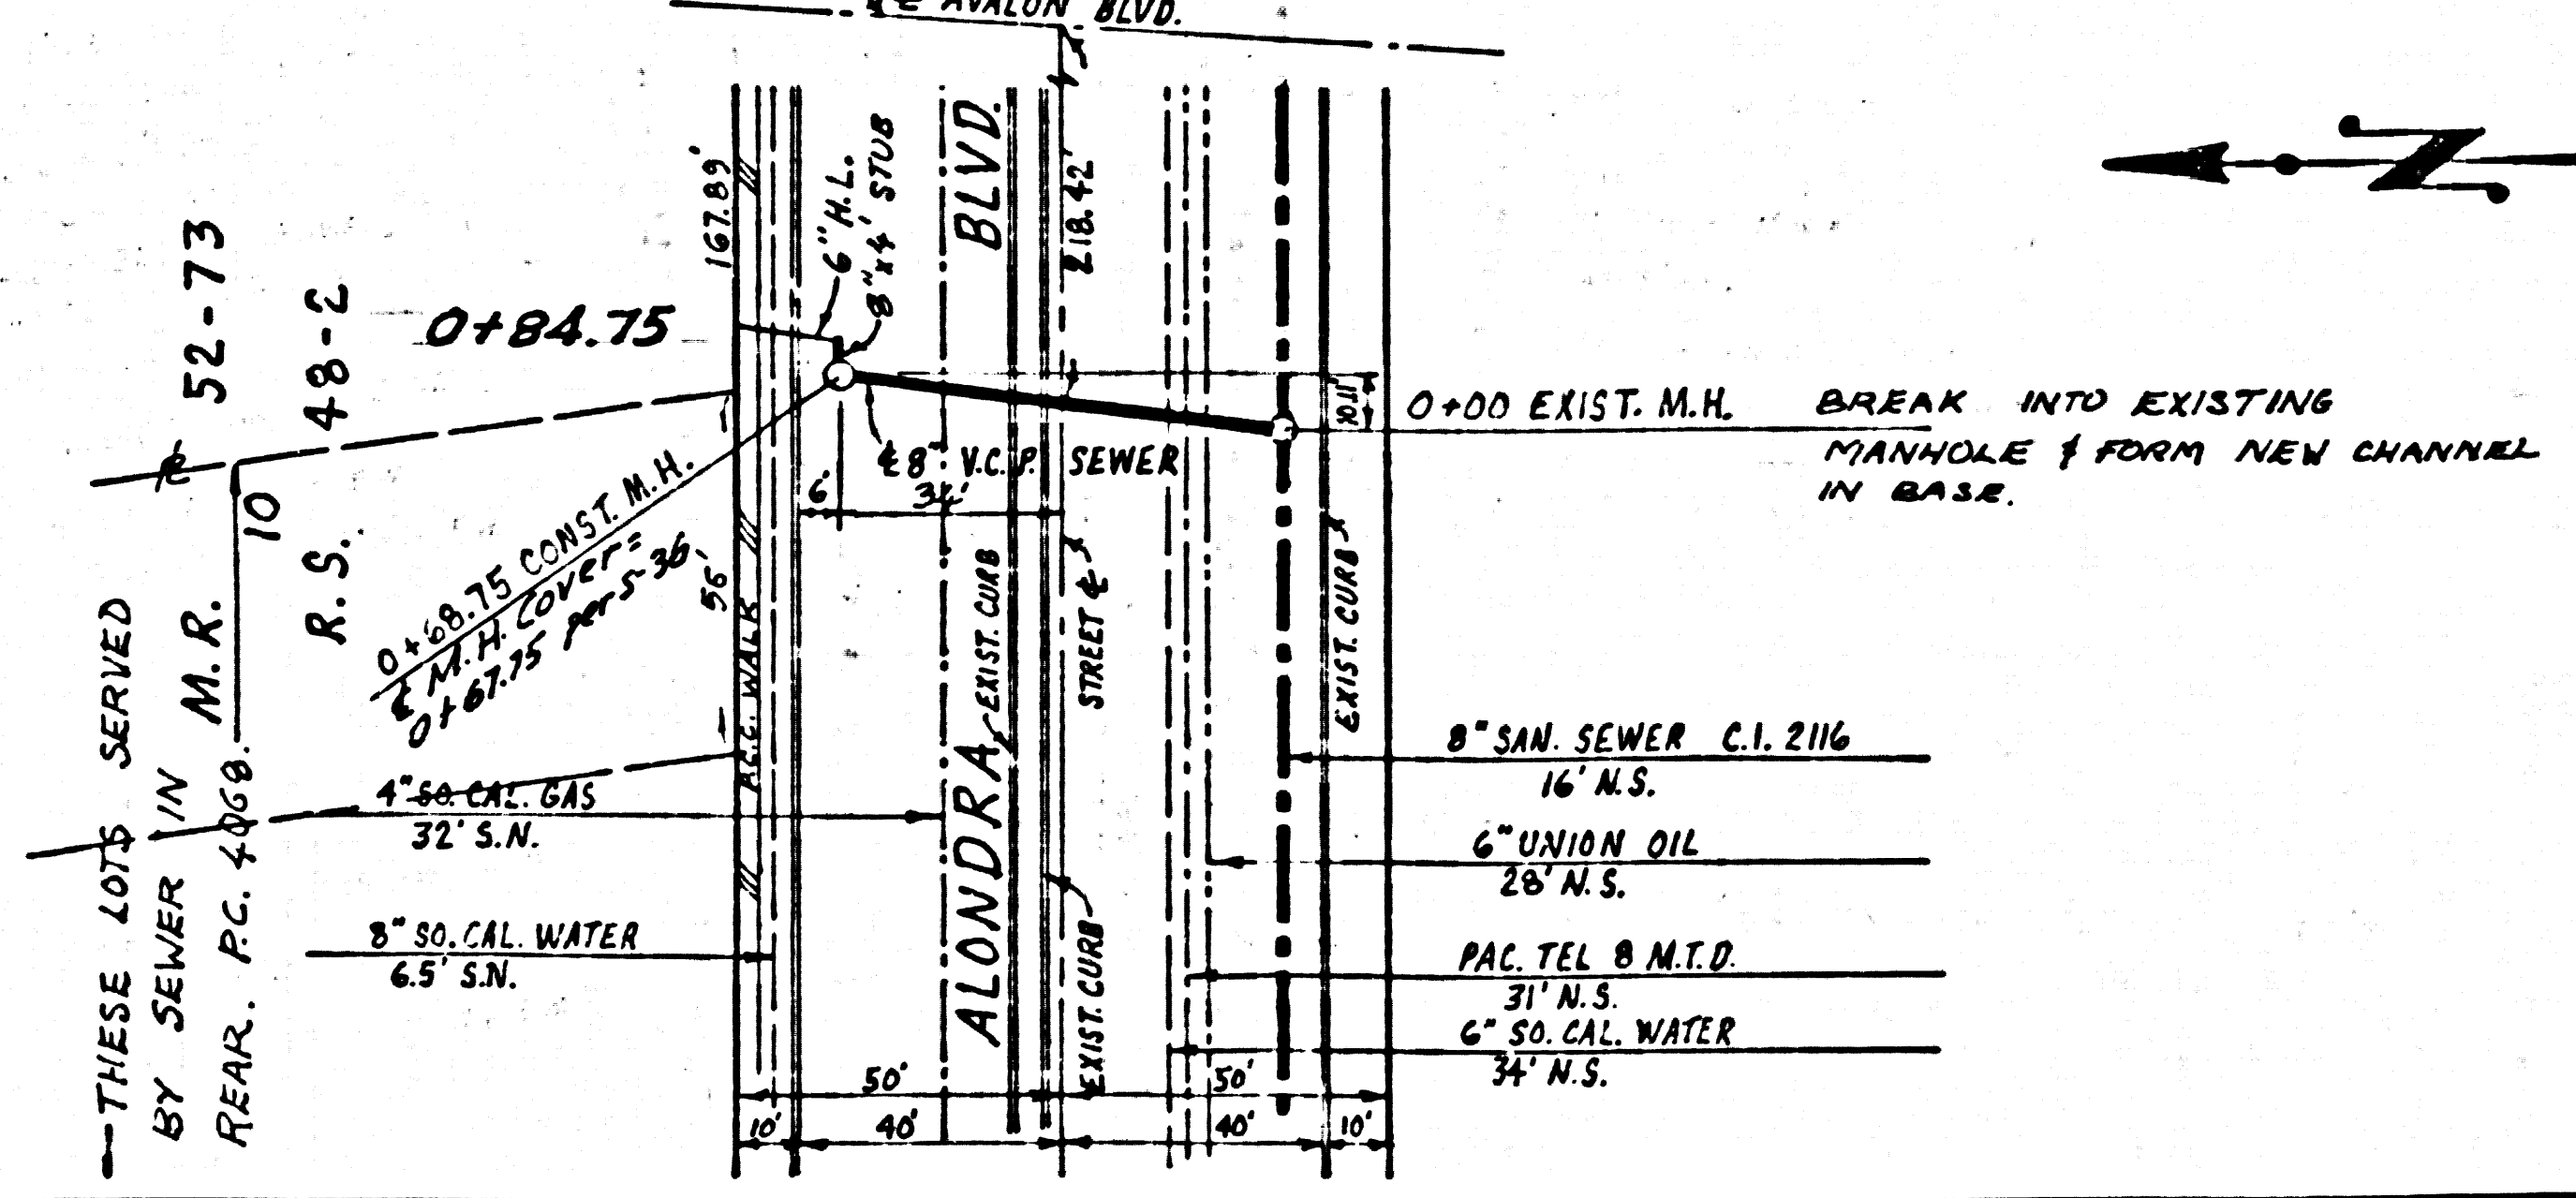 ℄ AVALON BLVD.
167.89'
6" H.L.
8"x4' STUB
BLVD.
218.42'
52-73
M.R.
48-2
R.S.
0+84.75
10
0+68.75 CONST. M.H.
℄ M.H. COVER =
0+67.75 per S-36
56'
P.C.C. WALK
℄ 8" V.C.P. SEWER
6' 34'
0+00 EXIST. M.H.
BREAK INTO EXISTING
MANHOLE & FORM NEW CHANNEL
IN BASE.
EXIST. CURB
STREET ℄
EXIST. CURB
ALONDRA
EXIST. CURB
— THESE LOTS SERVED
BY SEWER IN
REAR. P.C. 4068.
4" SO. CAL. GAS
32' S.N.
8" SO. CAL. WATER
6.5' S.N.
8" SAN. SEWER C.I. 2116
16' N.S.
6" UNION OIL
28' N.S.
PAC. TEL 8 M.T.D.
31' N.S.
6" SO. CAL. WATER
34' N.S.
50' 50'
10' 40' 40' 10'
N